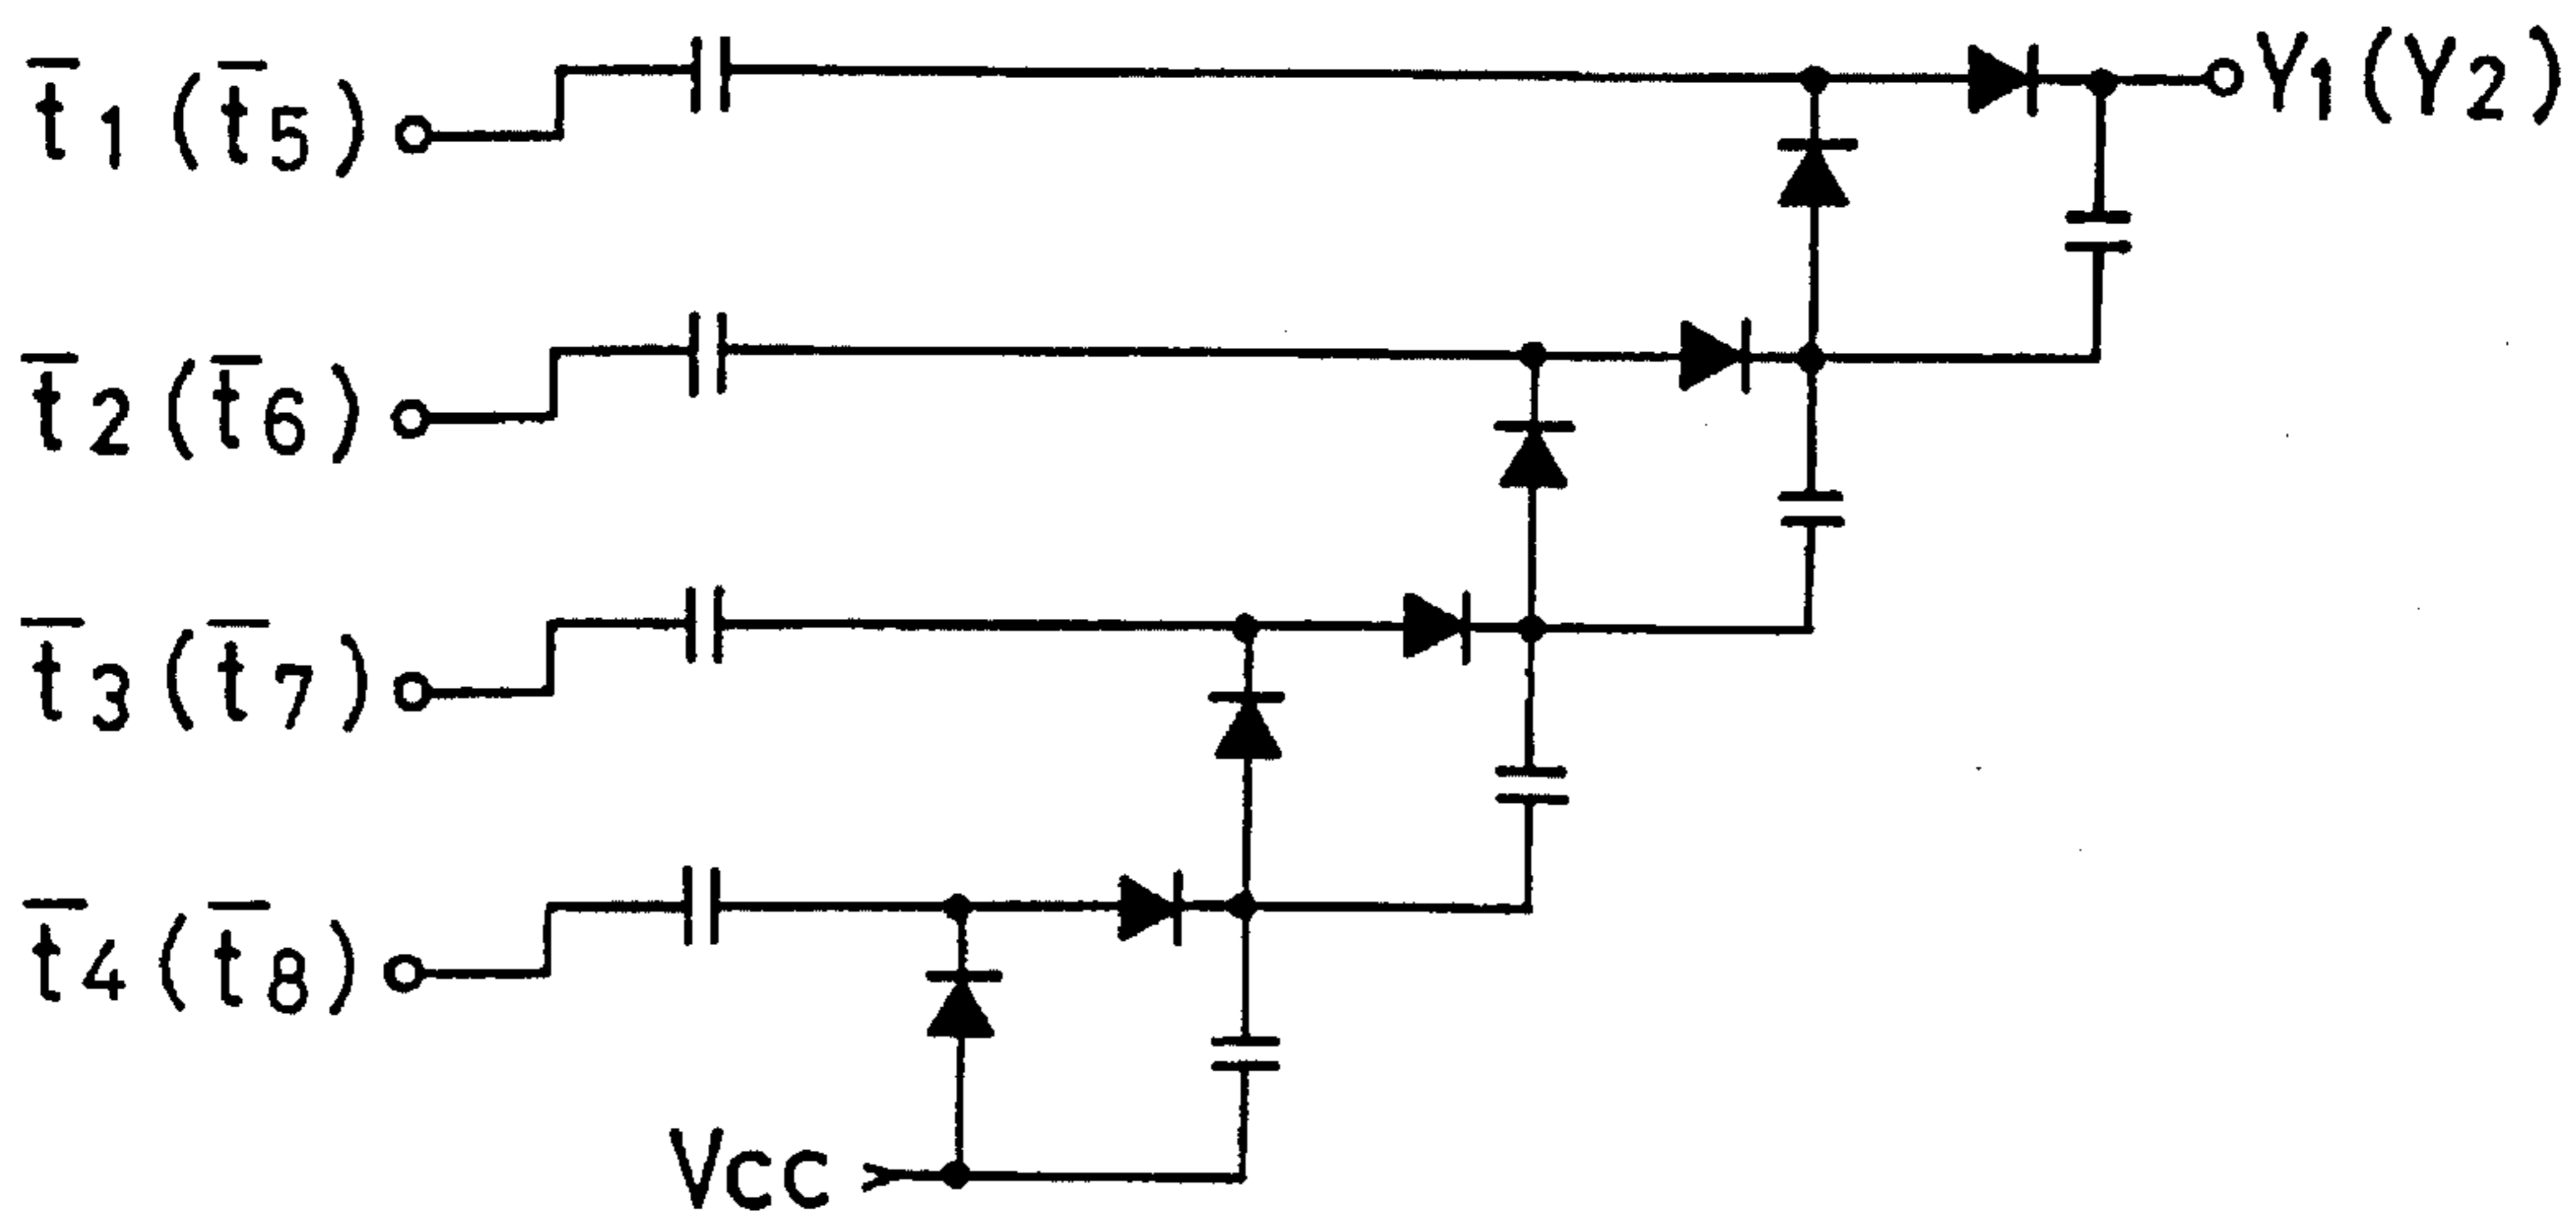 t̅1 (t̅5)
Y1 (Y2)
t̅2 (t̅6)
t̅3 (t̅7)
t̅4 (t̅8)
Vcc